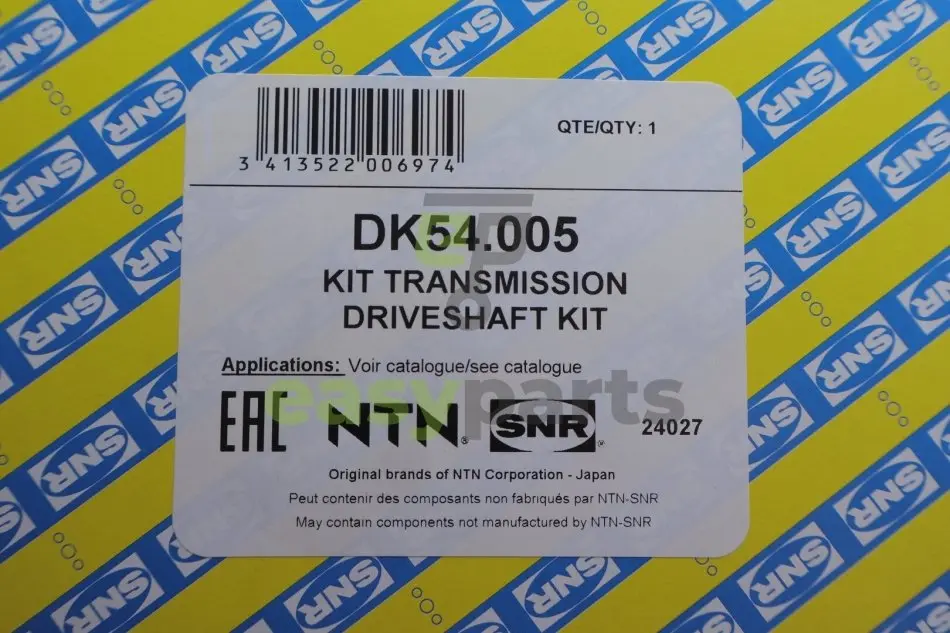 QTE/QTY: 1
3 413522 006974
DK54.005
KIT TRANSMISSION
DRIVESHAFT KIT
Applications: Voir catalogue/see catalogue
easyparts
EAC NTN® SNR® 24027
Original brands of NTN Corporation - Japan
Peut contenir des composants non fabriqués par NTN-SNR
May contain components not manufactured by NTN-SNR
SNR